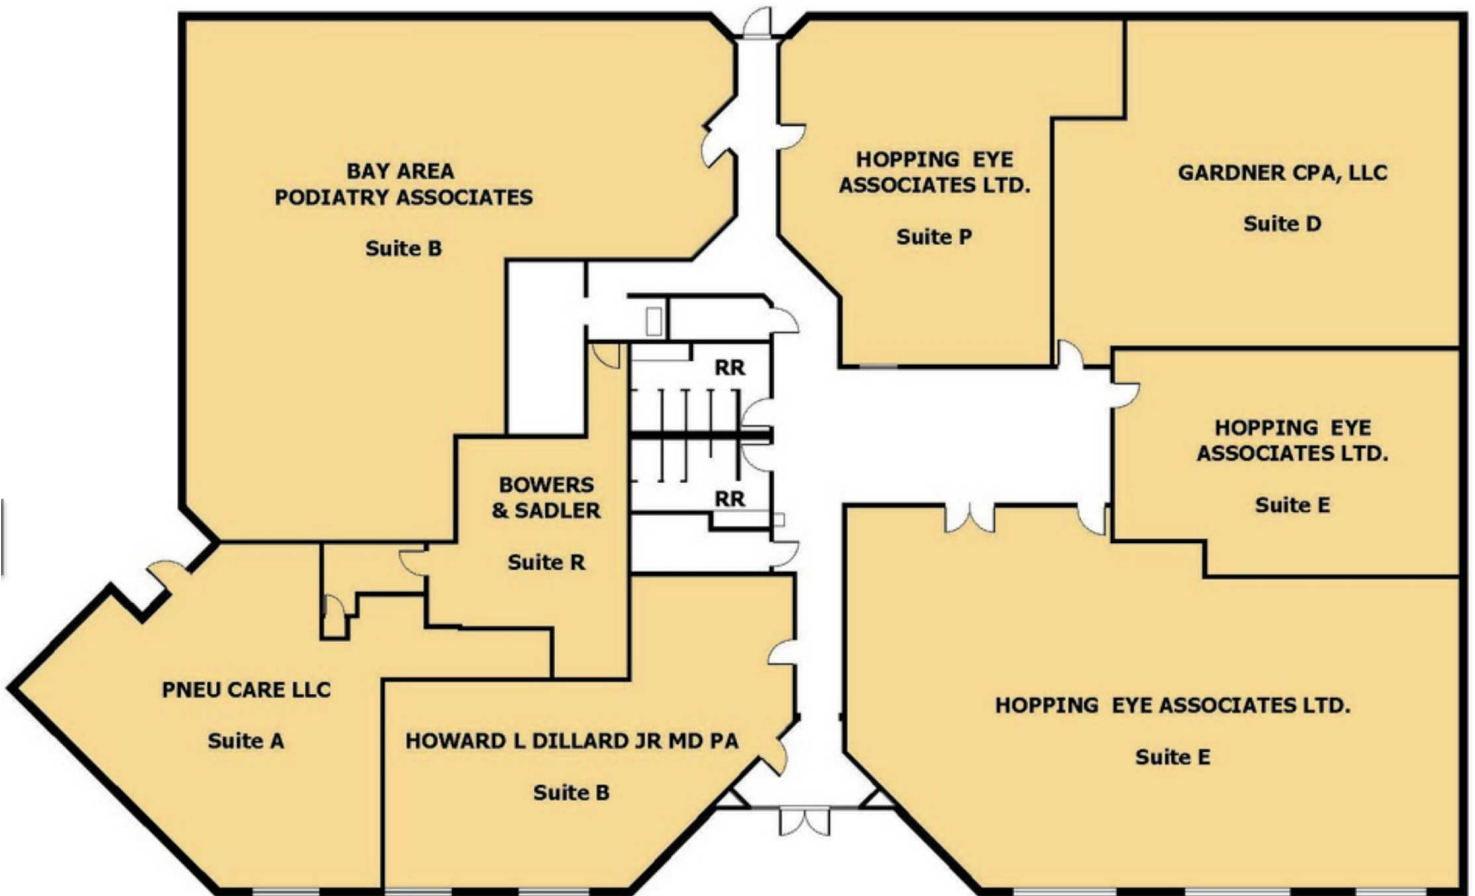 BAY AREA
PODIATRY ASSOCIATES
Suite B
HOPPING EYE
ASSOCIATES LTD.
Suite P
GARDNER CPA, LLC
Suite D
RR
HOPPING EYE
ASSOCIATES LTD.
Suite E
BOWERS
& SADLER
Suite R
RR
PNEU CARE LLC
Suite A
HOWARD L DILLARD JR MD PA
Suite B
HOPPING EYE ASSOCIATES LTD.
Suite E